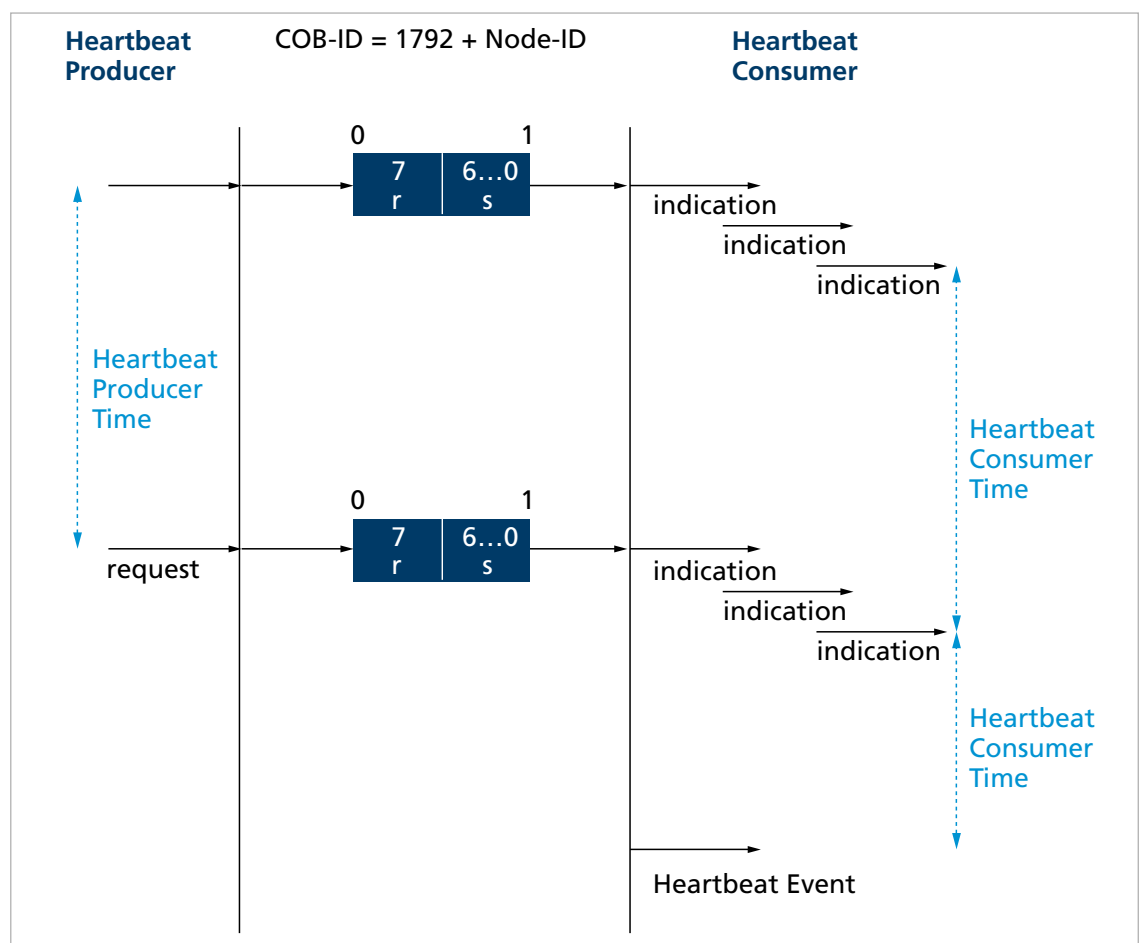 Heartbeat
Producer
COB-ID = 1792 + Node-ID
Heartbeat
Consumer
0 1
7 6...0
r s
indication
indication
indication
Heartbeat
Producer
Time
Heartbeat
Consumer
Time
0 1
7 6...0
r s
request
indication
indication
indication
Heartbeat
Consumer
Time
Heartbeat Event